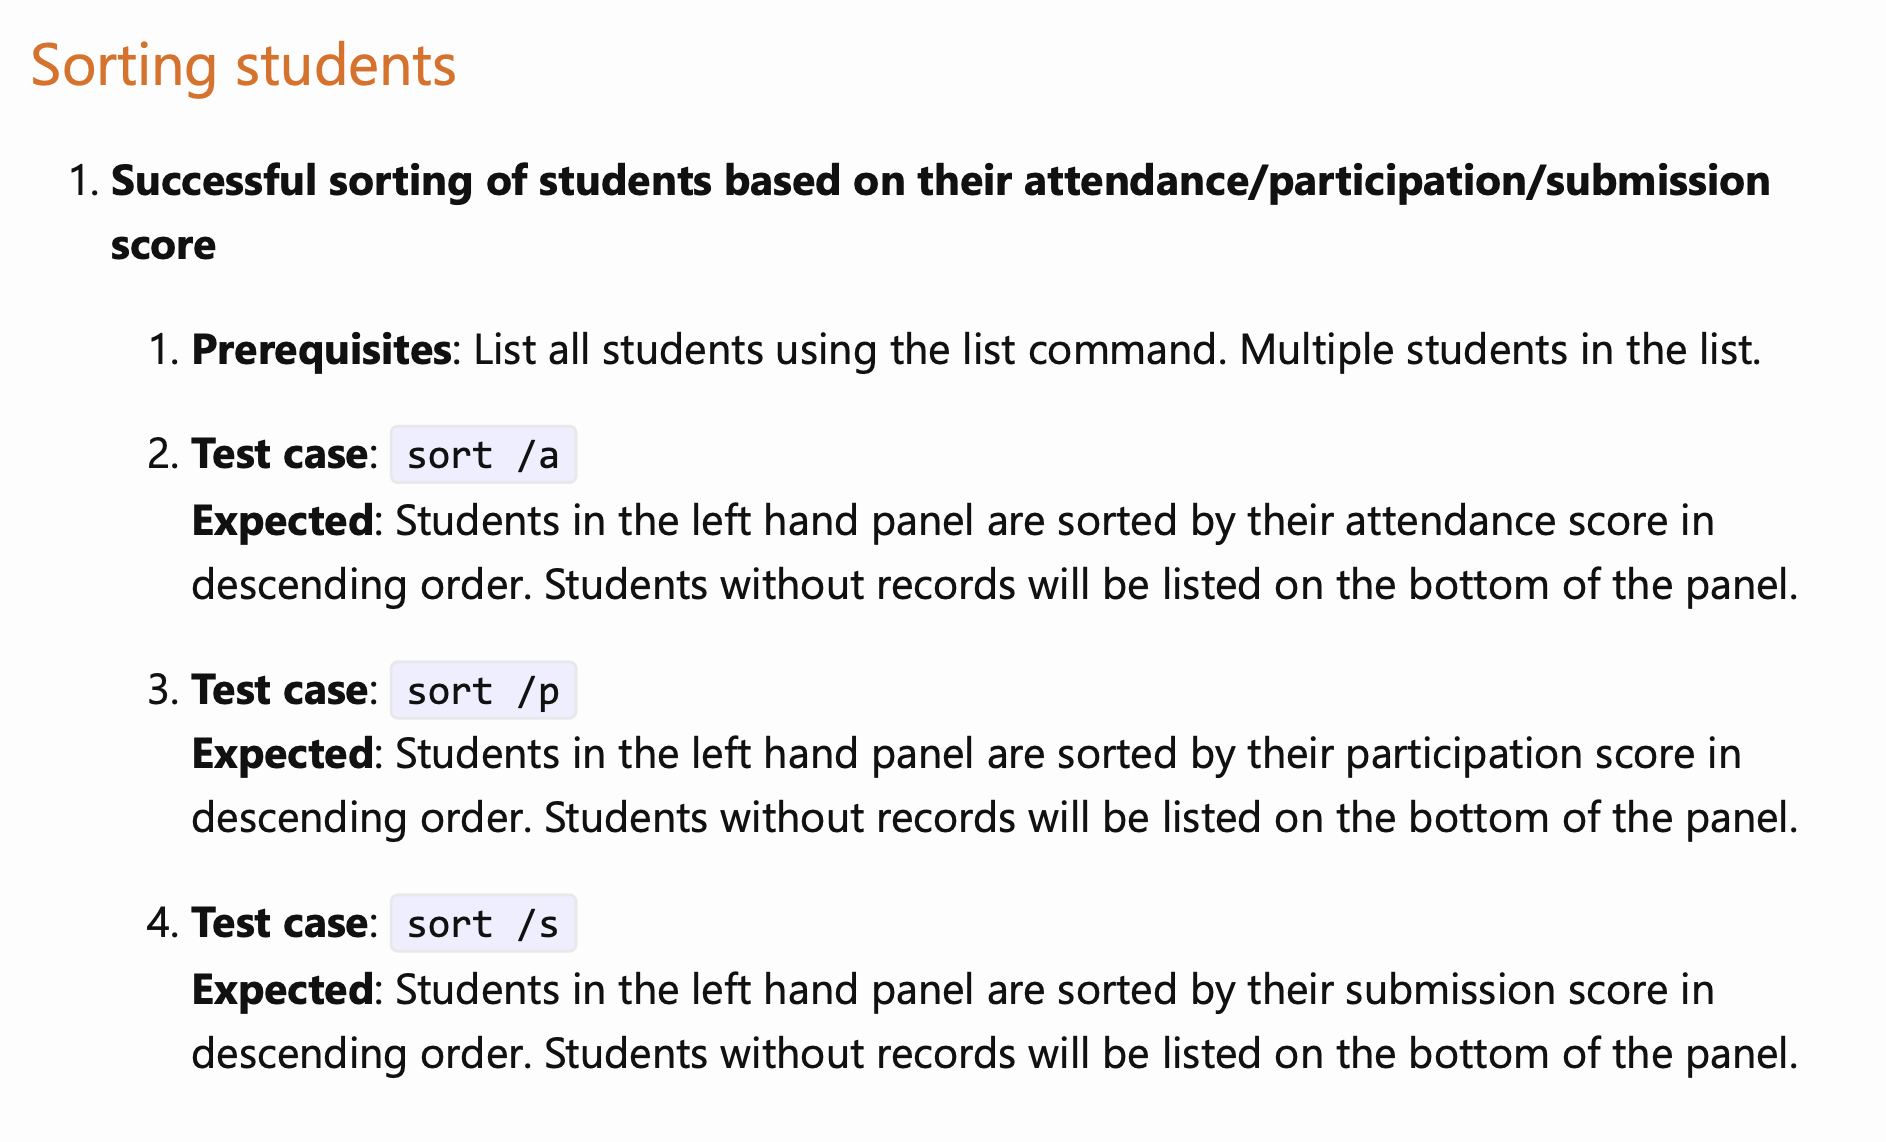 Sorting students
1. Successful sorting of students based on their attendance/participation/submission
score
1. Prerequisites: List all students using the list command. Multiple students in the list.
2. Test case: sort /a
Expected: Students in the left hand panel are sorted by their attendance score in
descending order. Students without records will be listed on the bottom of the panel.
3. Test case: sort /p
Expected: Students in the left hand panel are sorted by their participation score in
descending order. Students without records will be listed on the bottom of the panel.
4. Test case: sort /s
Expected: Students in the left hand panel are sorted by their submission score in
descending order. Students without records will be listed on the bottom of the panel.